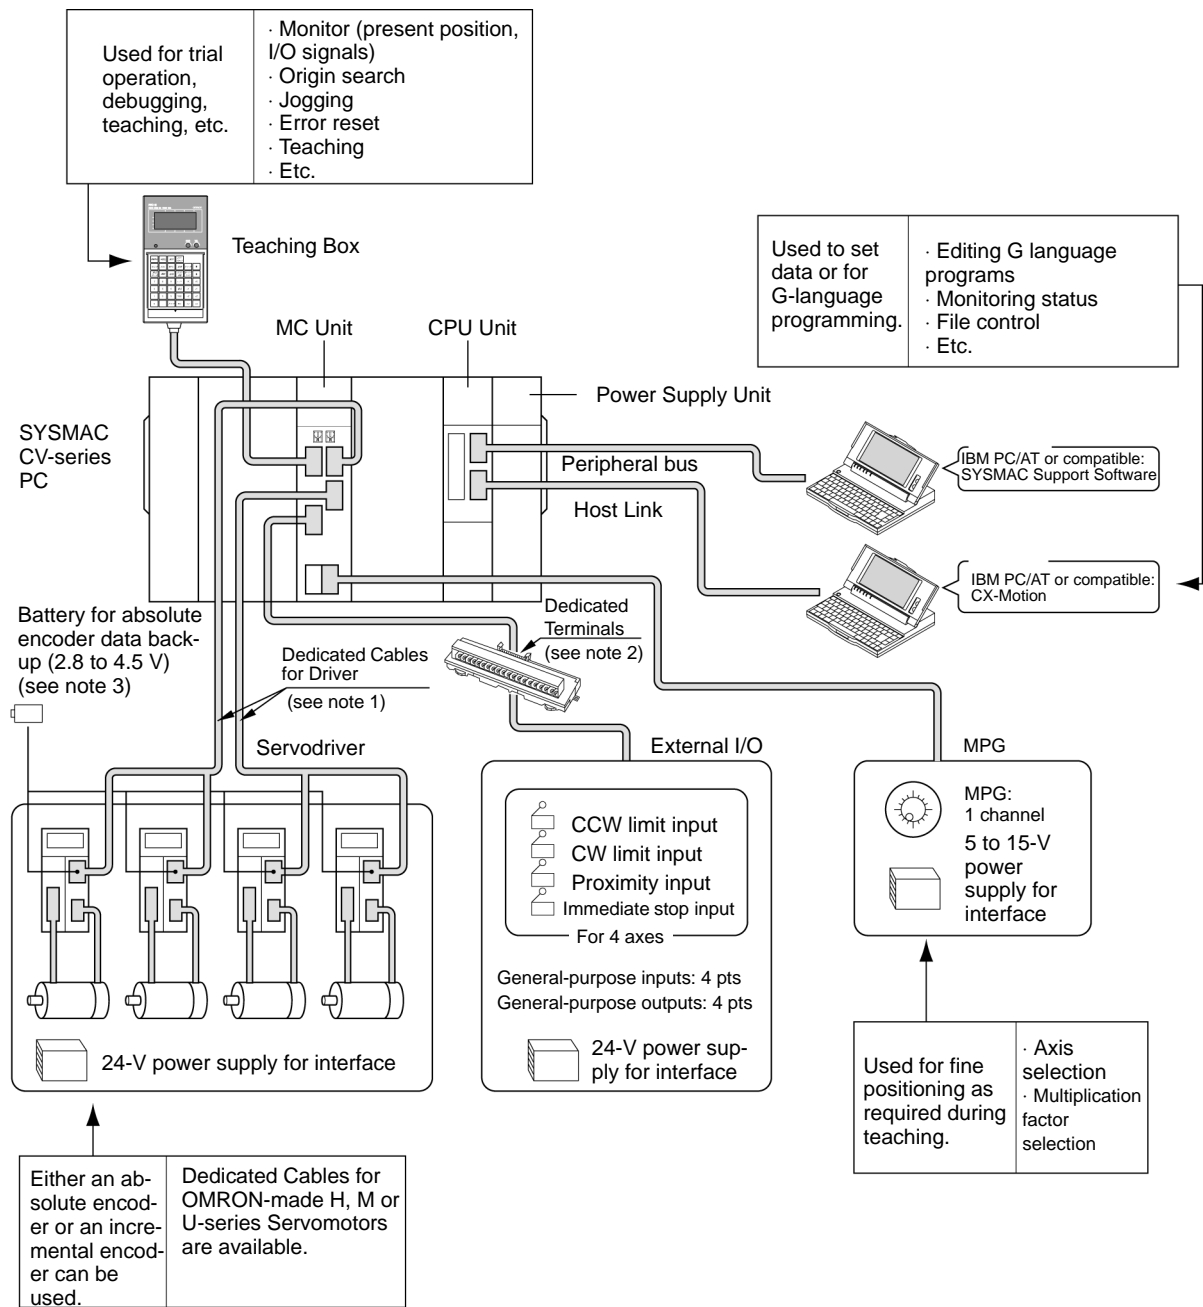 Used for trial
operation,
debugging,
teaching, etc.
· Monitor (present position,
I/O signals)
· Origin search
· Jogging
· Error reset
· Teaching
· Etc.
Teaching Box
Used to set
data or for
G-language
programming.
· Editing G language
programs
· Monitoring status
· File control
· Etc.
MC Unit
CPU Unit
Power Supply Unit
SYSMAC
CV-series
PC
Peripheral bus
Host Link
IBM PC/AT or compatible:
SYSMAC Support Software
IBM PC/AT or compatible:
CX-Motion
Battery for absolute
encoder data back-
up (2.8 to 4.5 V)
(see note 3)
Dedicated Cables
for Driver
(see note 1)
Dedicated
Terminals
(see note 2)
Servodriver
External I/O
MPG
CCW limit input
CW limit input
Proximity input
Immediate stop input
For 4 axes
General-purpose inputs: 4 pts
General-purpose outputs: 4 pts
24-V power sup-
ply for interface
MPG:
1 channel
5 to 15-V
power
supply for
interface
24-V power supply for interface
Used for fine
positioning as
required during
teaching.
· Axis
selection
· Multiplication
factor
selection
Either an ab-
solute encod-
er or an incre-
mental encod-
er can be
used.
Dedicated Cables for
OMRON-made H, M or
U-series Servomotors
are available.